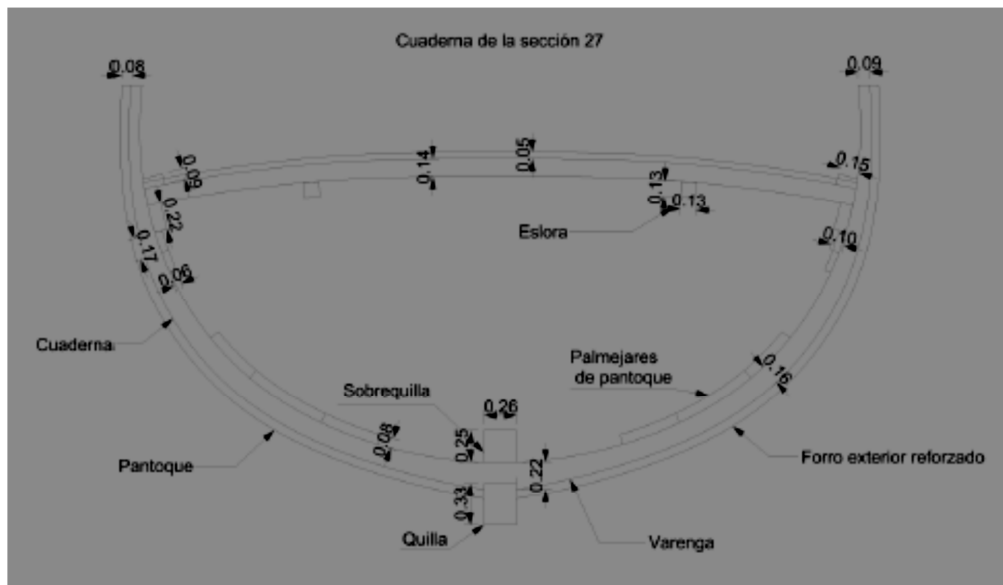 Cuaderna de la sección 27
0.08
0.09
0.09
0.14
0.05
0.13
0.15
0.13
0.22
Eslora
0.10
0.17
0.06
Cuaderna
Palmejares
de pantoque
0.16
Sobrequilla
0.26
0.25
0.08
0.22
Pantoque
Forro exterior reforzado
0.33
Quilla
Varenga